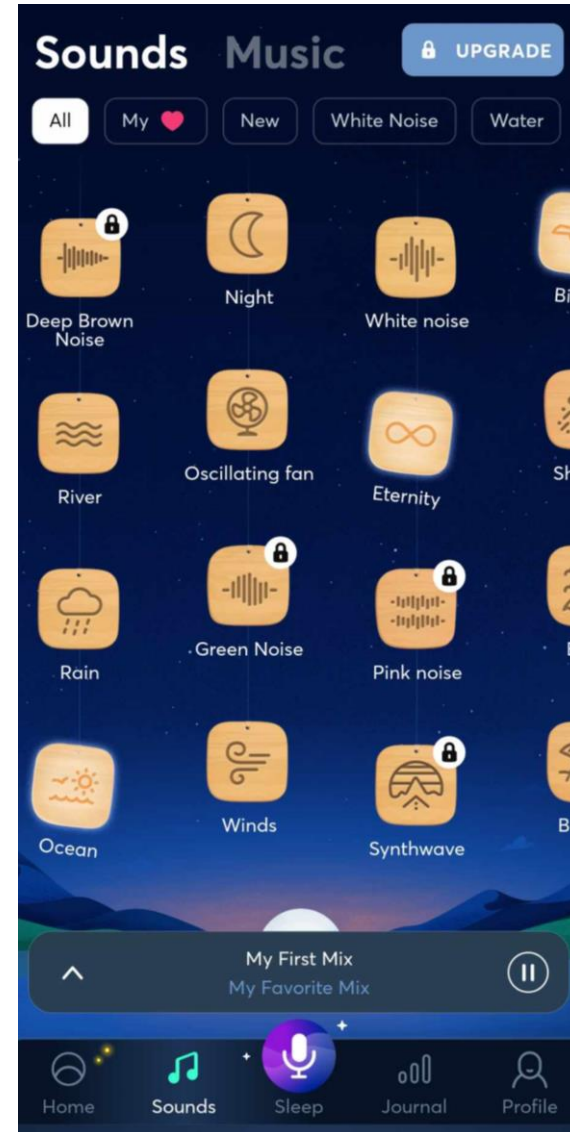 Sounds Music UPGRADE
All My New White Noise Water
Deep Brown
Noise
Night
White noise
Bi
River
Oscillating fan
Eternity
Sh
Rain
Green Noise
Pink noise
Ocean
Winds
Synthwave
B
My First Mix
My Favorite Mix
Home Sounds Sleep Journal Profile